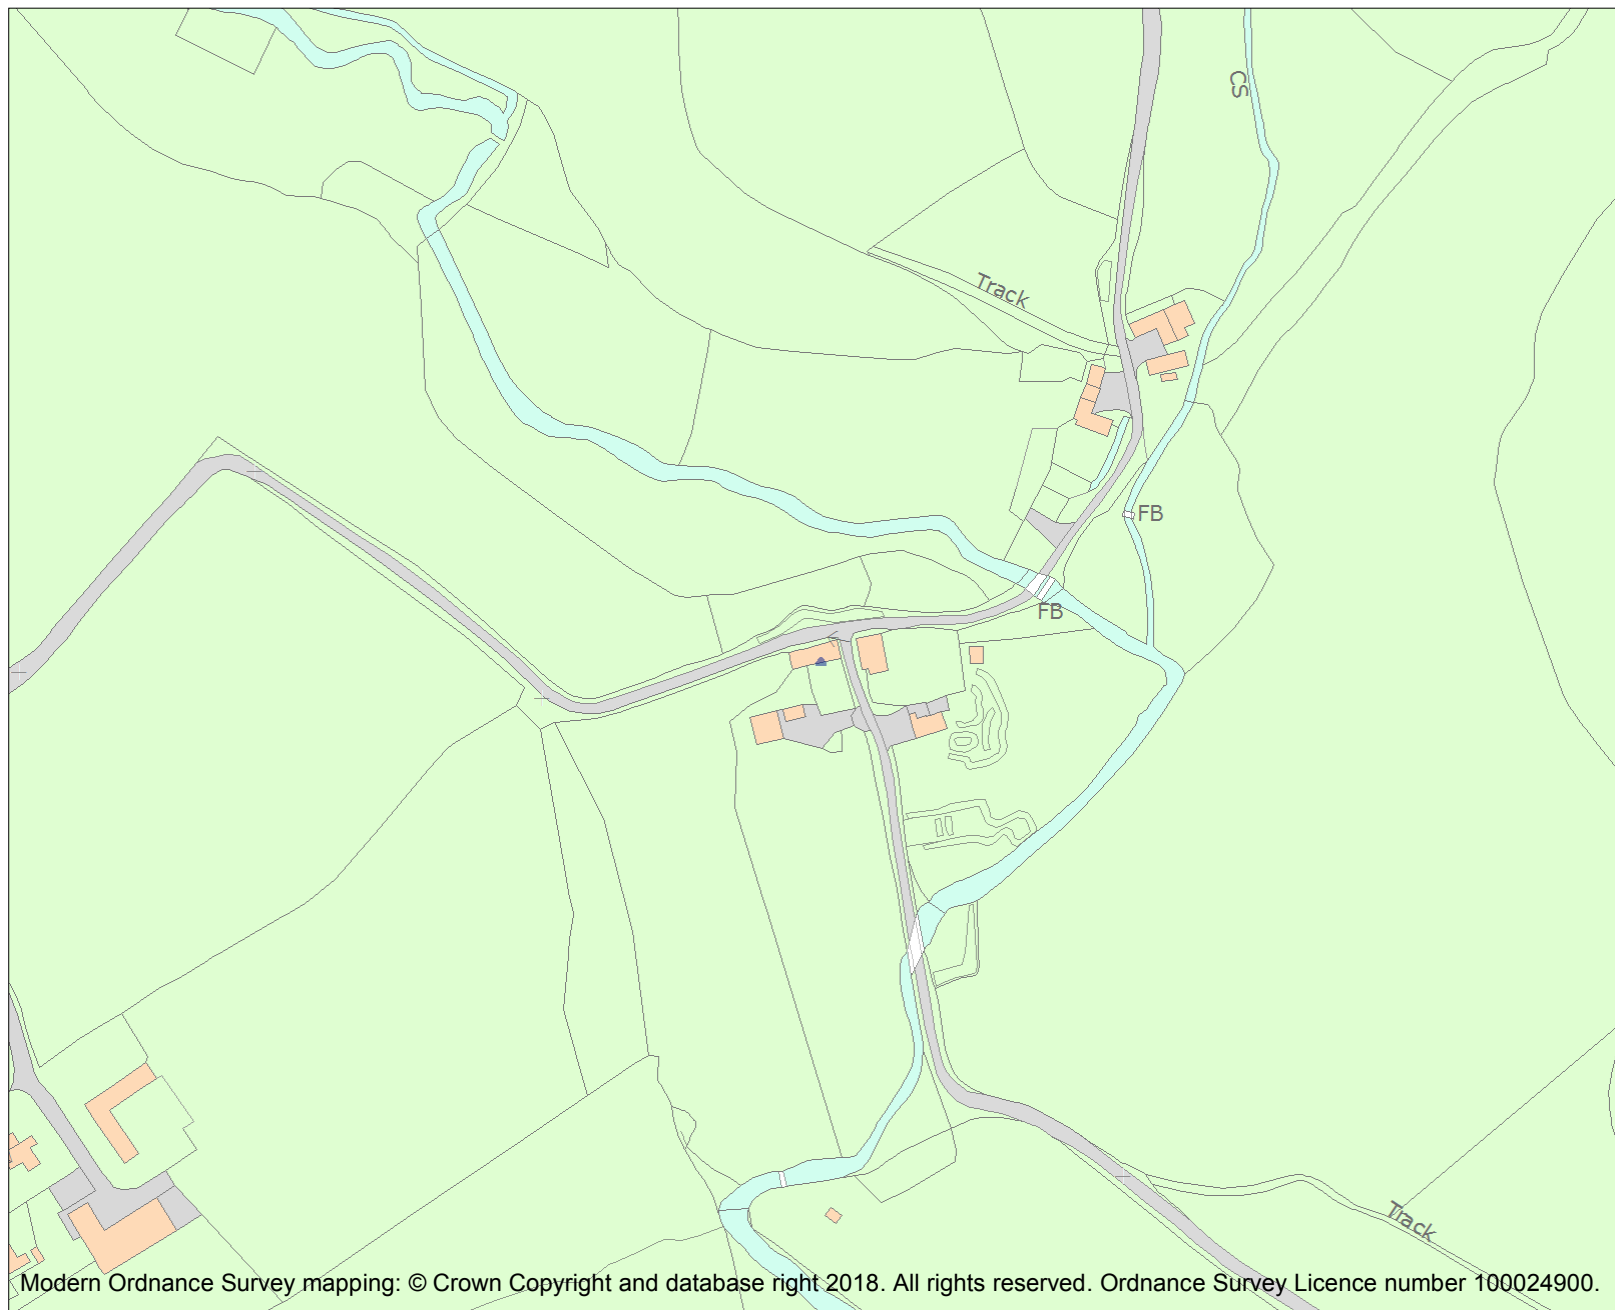 CS
Track
FB
FB
Track
Modern Ordnance Survey mapping: © Crown Copyright and database right 2018. All rights reserved. Ordnance Survey Licence number 100024900.